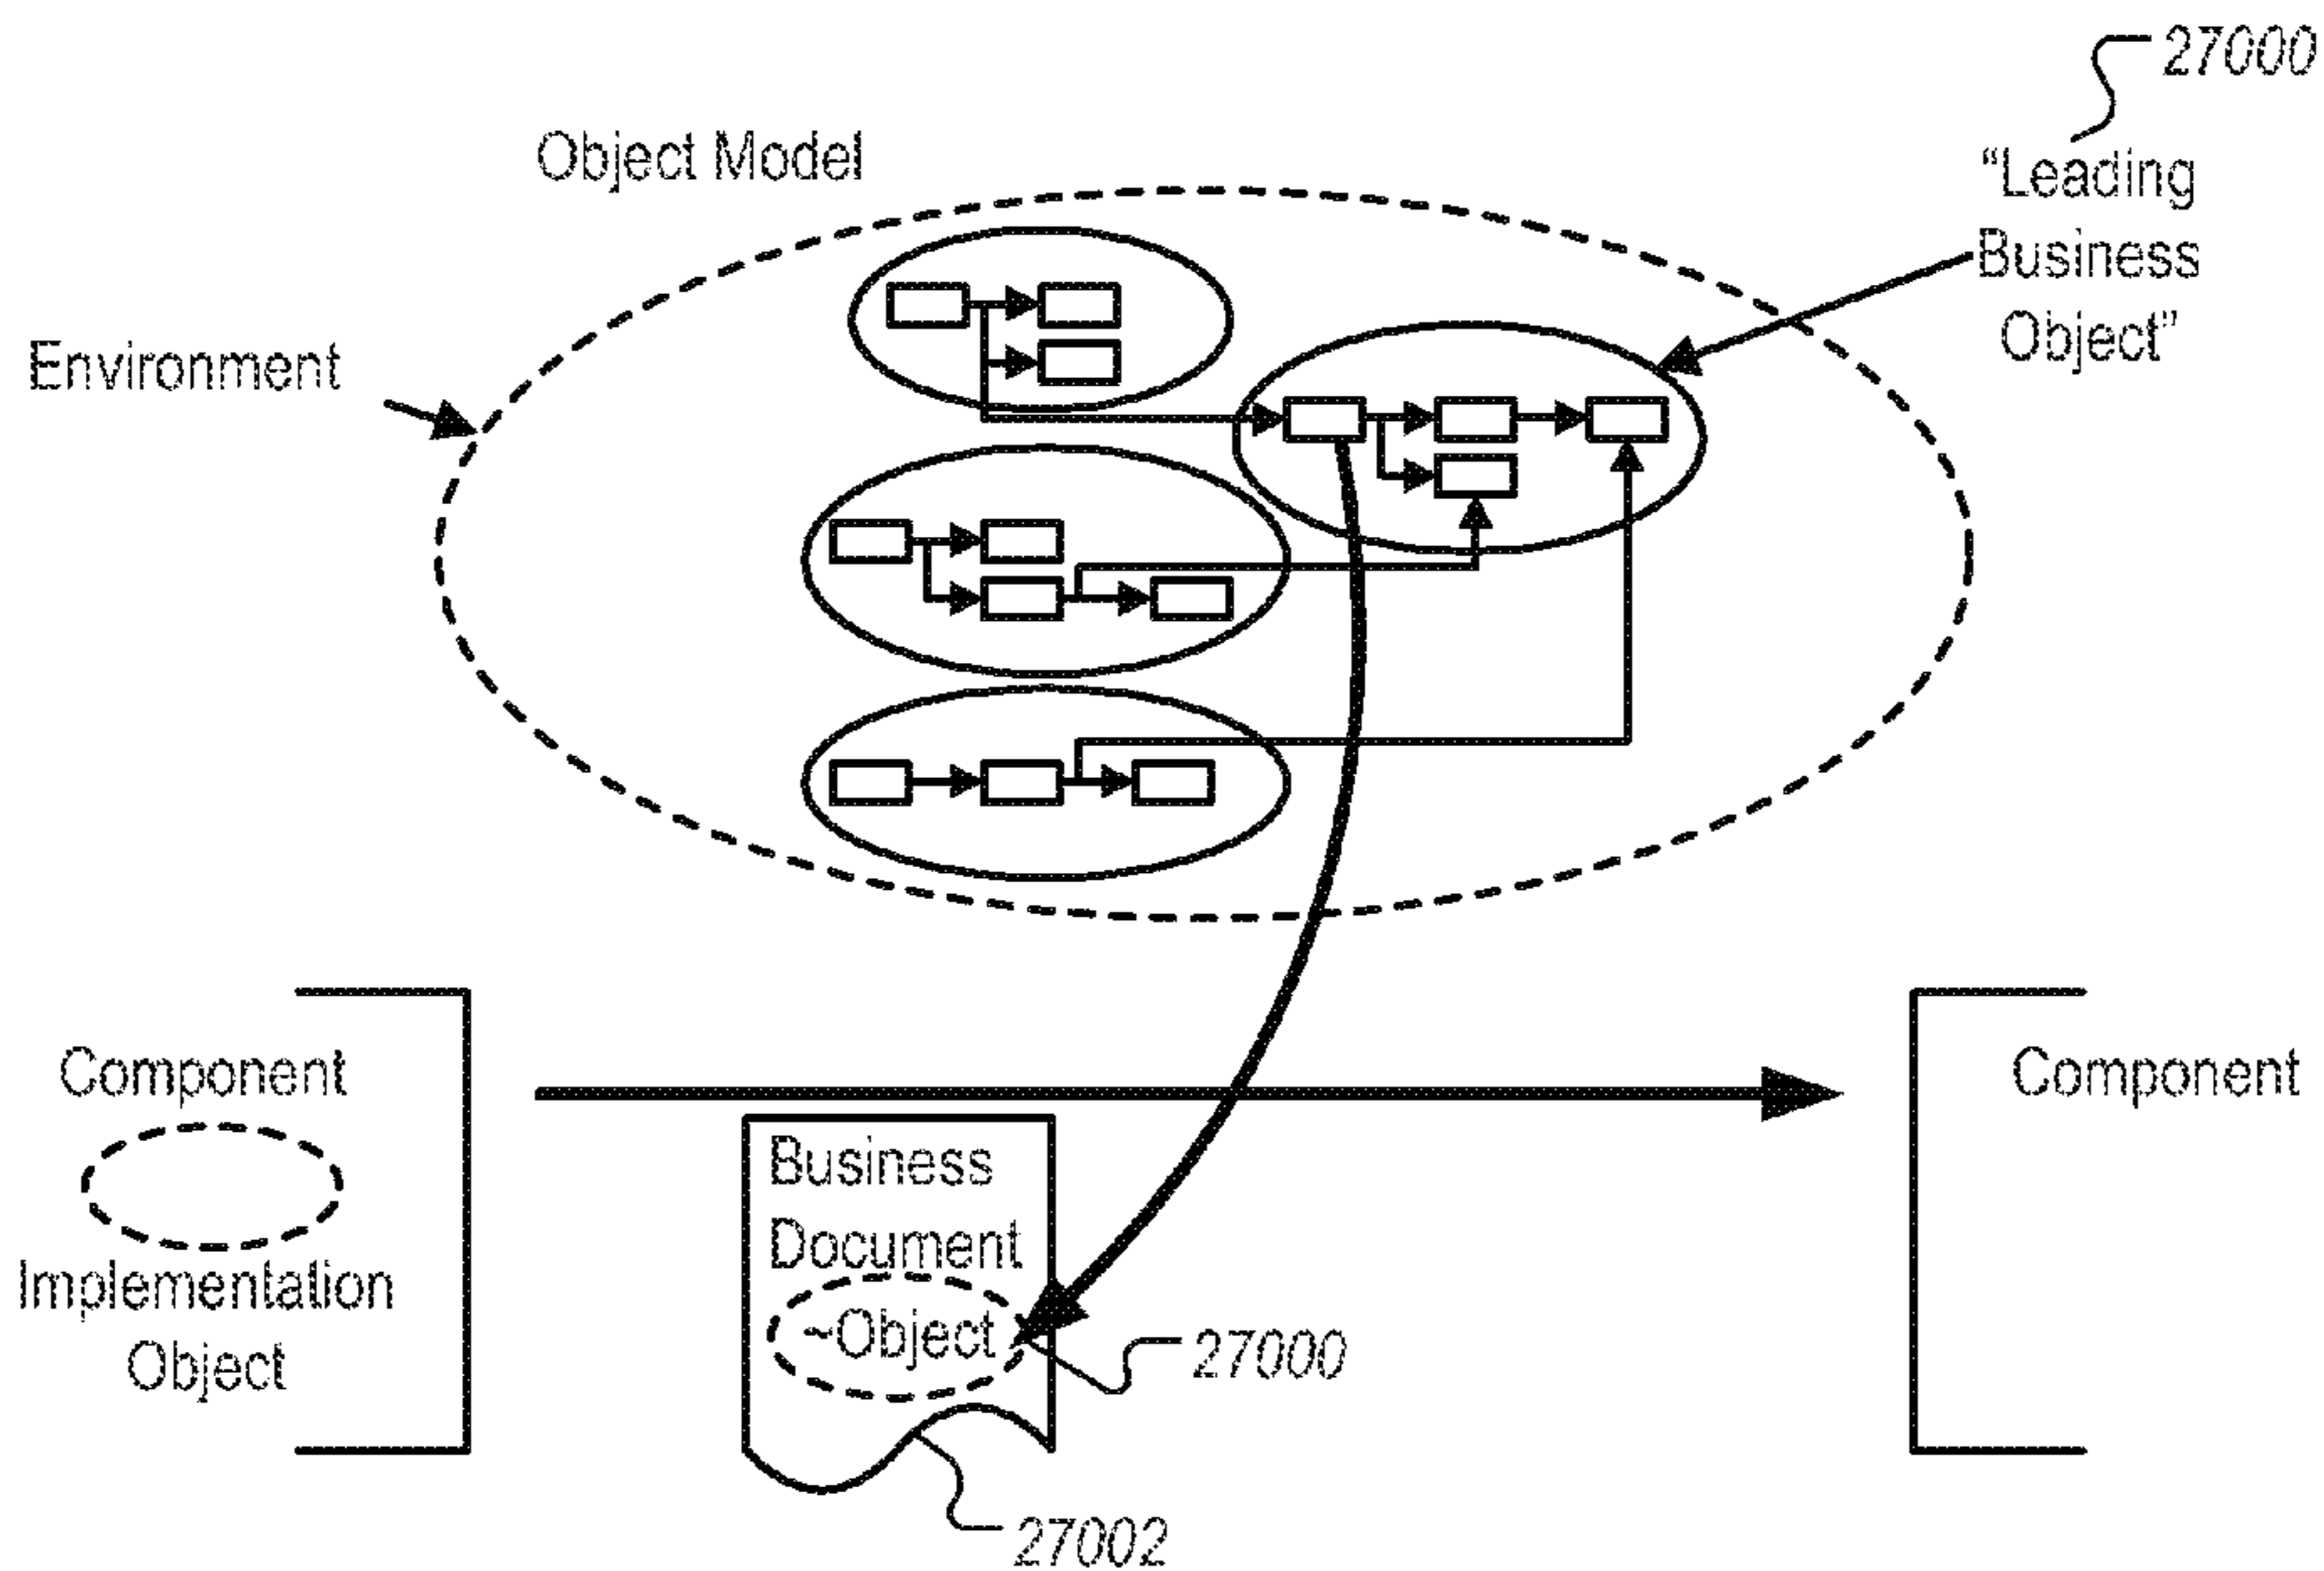 27000
Object Model
“Leading
Business
Object”
Environment
Component
Implementation
Object
Business
Document
~Object
27000
27002
Component